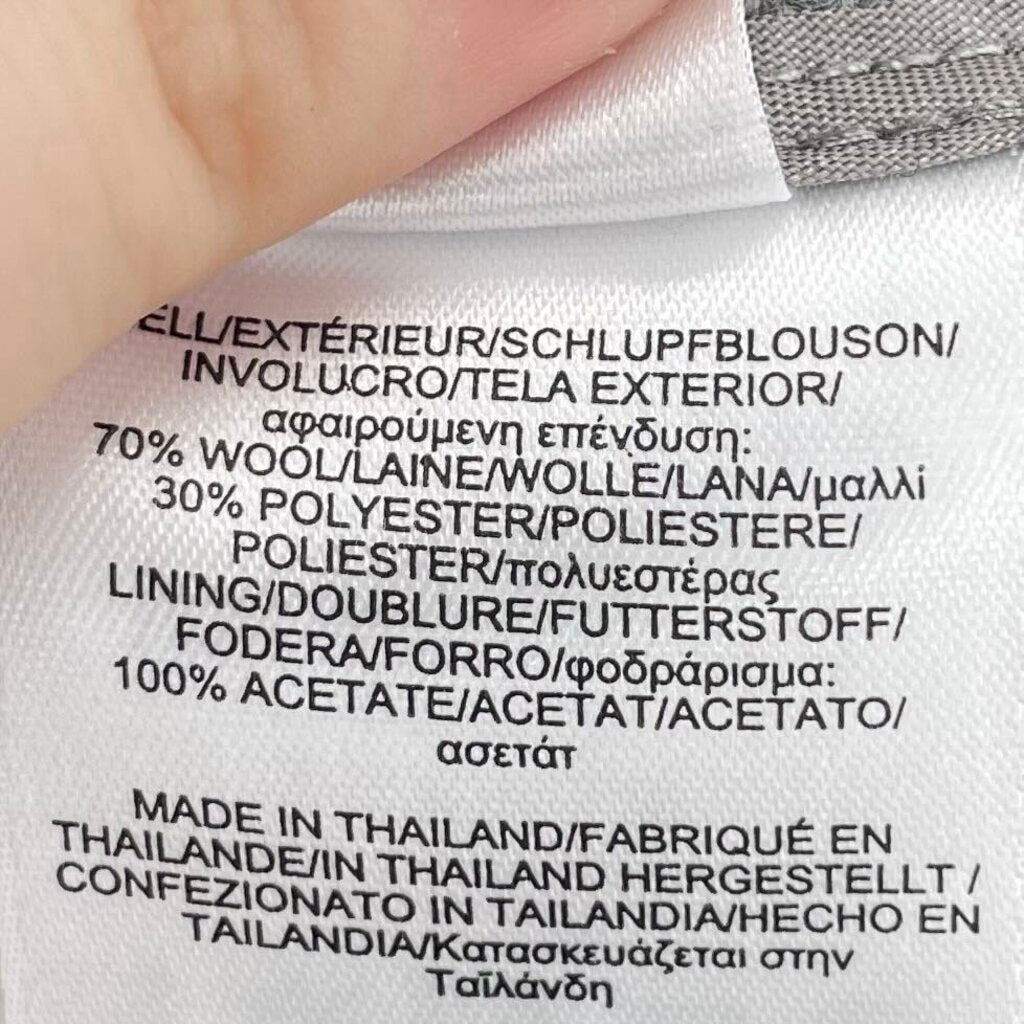 ELL/EXTÉRIEUR/SCHLUPFBLOUSON/
INVOLUCRO/TELA EXTERIOR/
αφαιρούμενη επένδυση:
70% WOOL/LAINE/WOLLE/LANA/μαλλί
30% POLYESTER/POLIESTERE/
POLIESTER/πολυεστέρας
LINING/DOUBLURE/FUTTERSTOFF/
FODERA/FORRO/φοδράρισμα:
100% ACETATE/ACETAT/ACETATO/
ασετάτ
MADE IN THAILAND/FABRIQUÉ EN
THAILANDE/IN THAILAND HERGESTELLT /
CONFEZIONATO IN TAILANDIA/HECHO EN
TAILANDIA/Κατασκευάζεται στην
Ταϊλάνδη